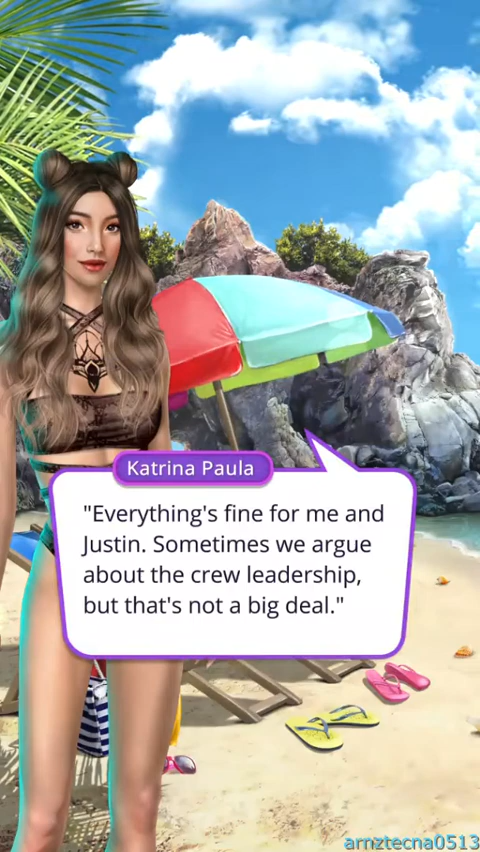 Katrina Paula
"Everything's fine for me and
Justin. Sometimes we argue
about the crew leadership,
but that's not a big deal."
arnztecna0513